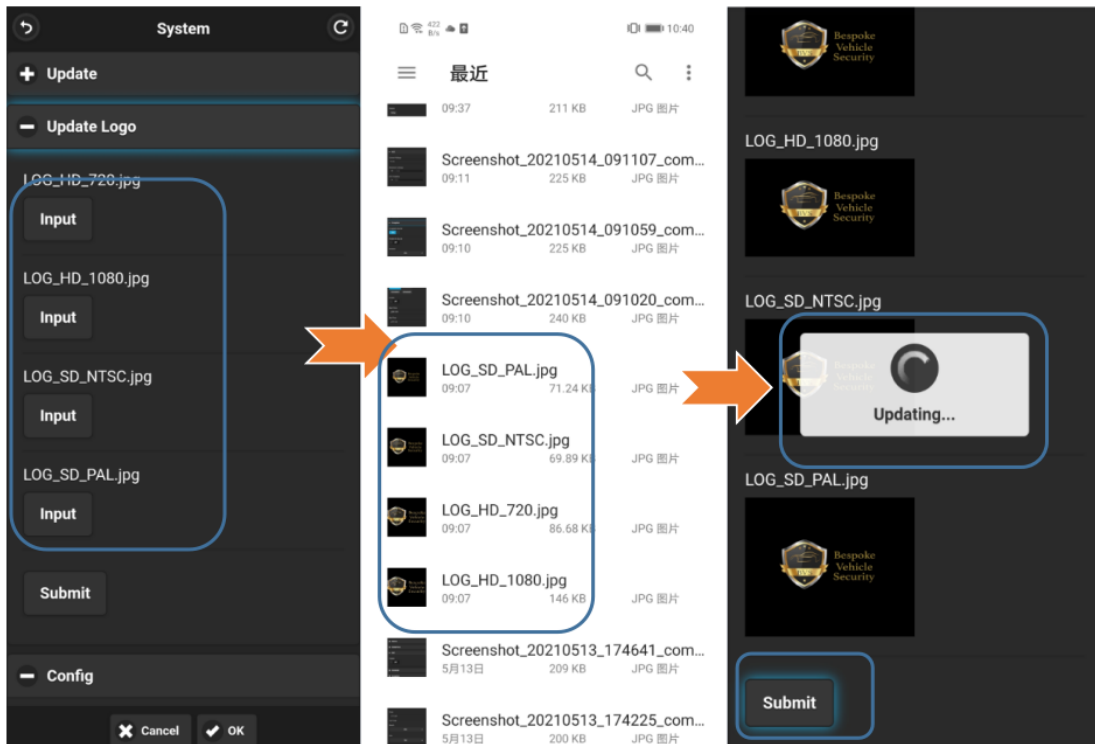 System
Update
Update Logo
LOG_HD_720.jpg
Input
LOG_HD_1080.jpg
Input
LOG_SD_NTSC.jpg
Input
LOG_SD_PAL.jpg
Input
Submit
Config
Cancel
OK
422
B/s
10:40
最近
09:37 211 KB JPG 图片
Screenshot_20210514_091107_com...
09:11 225 KB JPG 图片
Screenshot_20210514_091059_com...
09:10 225 KB JPG 图片
Screenshot_20210514_091020_com...
09:10 240 KB JPG 图片
LOG_SD_PAL.jpg
09:07 71.24 KB JPG 图片
LOG_SD_NTSC.jpg
09:07 69.89 KB JPG 图片
LOG_HD_720.jpg
09:07 86.68 KB JPG 图片
LOG_HD_1080.jpg
09:07 146 KB JPG 图片
Screenshot_20210513_174641_com...
5月13日 209 KB JPG 图片
Screenshot_20210513_174225_com...
5月13日 200 KB JPG 图片
Bespoke
Vehicle
Security
LOG_HD_1080.jpg
Bespoke
Vehicle
Security
LOG_SD_NTSC.jpg
Updating...
LOG_SD_PAL.jpg
Bespoke
Vehicle
Security
Submit